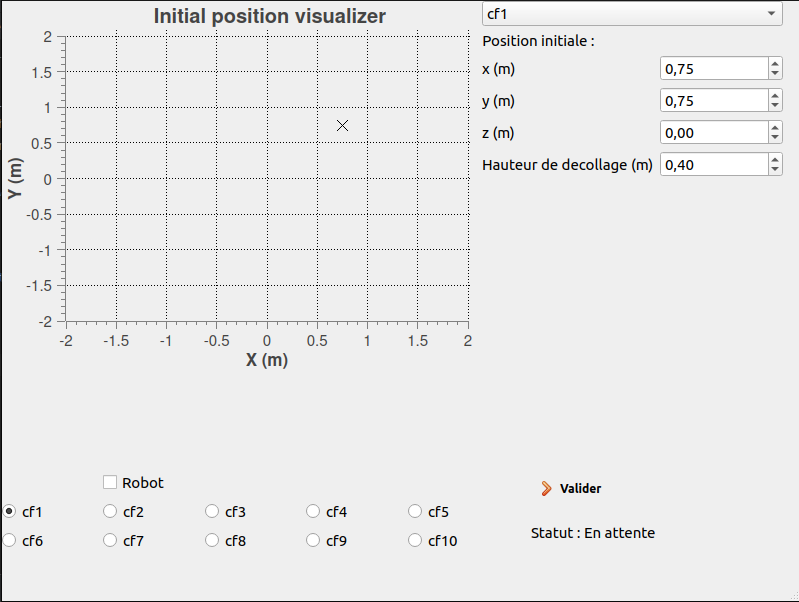 Initial position visualizer
cf1
Position initiale :
x (m) 0,75
y (m) 0,75
z (m) 0,00
Hauteur de decollage (m) 0,40
Y (m)
2
1.5
1
0.5
0
-0.5
-1
-1.5
-2
-2 -1.5 -1 -0.5 0 0.5 1 1.5 2
X (m)
Robot
cf1 cf2 cf3 cf4 cf5
cf6 cf7 cf8 cf9 cf10
Valider
Statut : En attente